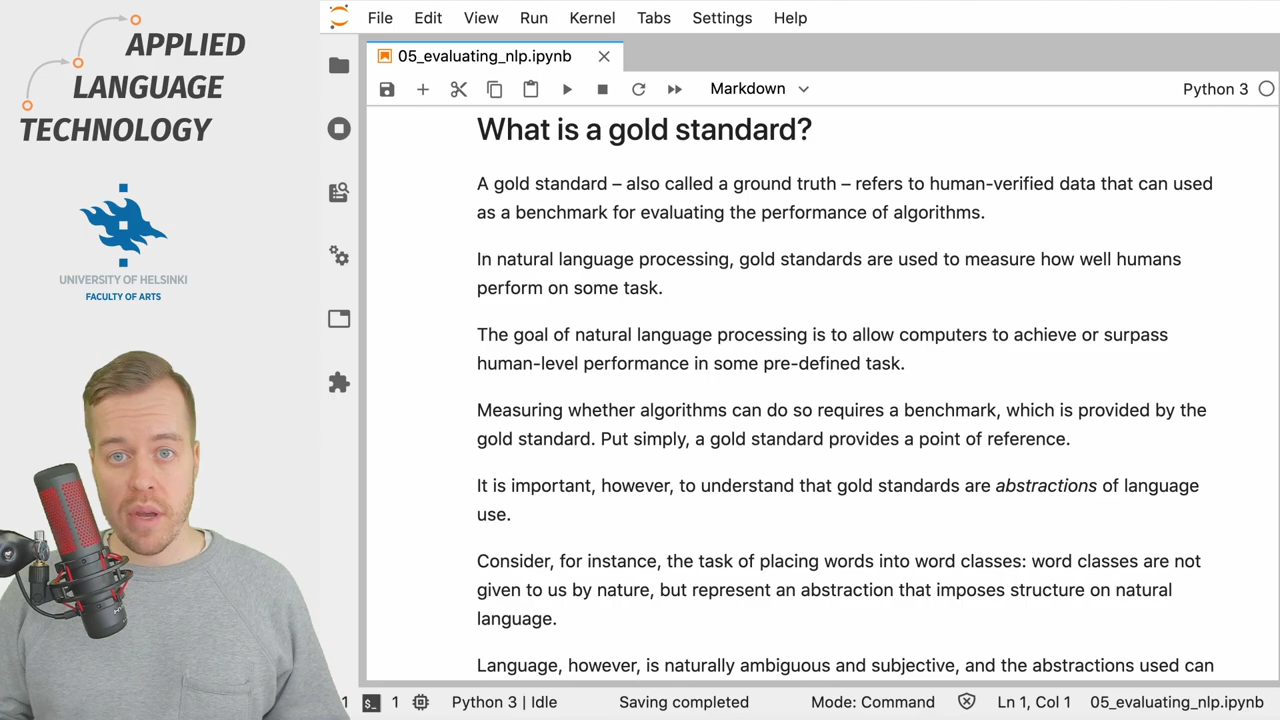 APPLIED
LANGUAGE
TECHNOLOGY
UNIVERSITY OF HELSINKI
FACULTY OF ARTS
File Edit View Run Kernel Tabs Settings Help
05_evaluating_nlp.ipynb
Markdown
Python 3
What is a gold standard?
A gold standard – also called a ground truth – refers to human-verified data that can used
as a benchmark for evaluating the performance of algorithms.
In natural language processing, gold standards are used to measure how well humans
perform on some task.
The goal of natural language processing is to allow computers to achieve or surpass
human-level performance in some pre-defined task.
Measuring whether algorithms can do so requires a benchmark, which is provided by the
gold standard. Put simply, a gold standard provides a point of reference.
It is important, however, to understand that gold standards are abstractions of language
use.
Consider, for instance, the task of placing words into word classes: word classes are not
given to us by nature, but represent an abstraction that imposes structure on natural
language.
Language, however, is naturally ambiguous and subjective, and the abstractions used can
1 $_ 1 Python 3 | Idle Saving completed Mode: Command Ln 1, Col 1 05_evaluating_nlp.ipynb